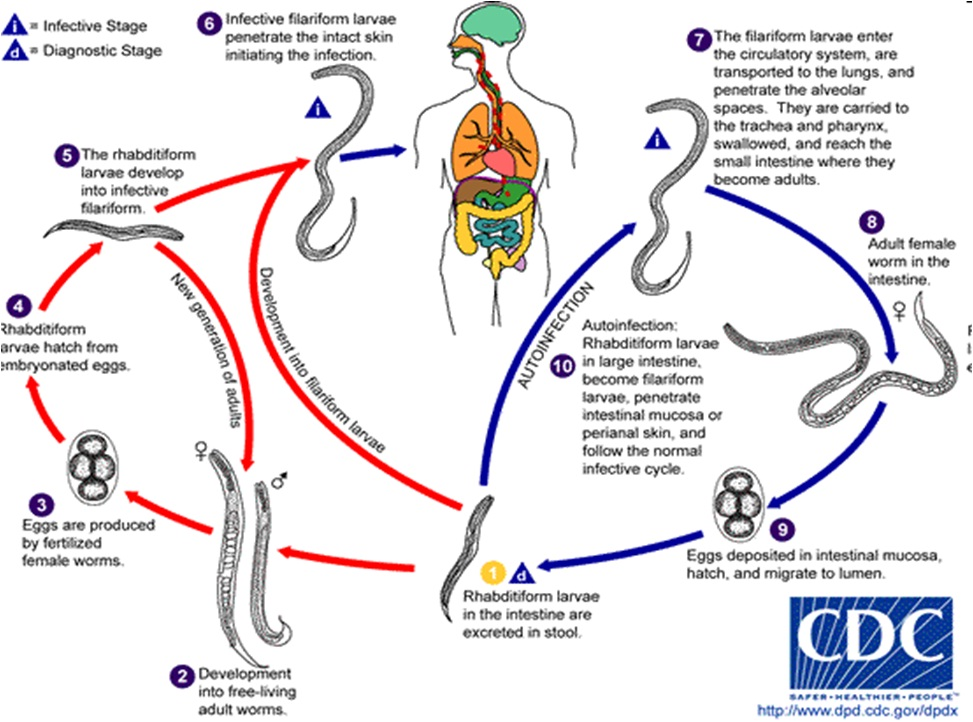 i = Infective Stage
d = Diagnostic Stage
6 Infective filariform larvae
penetrate the intact skin
initiating the infection.
i
7 The filariform larvae enter
the circulatory system, are
transported to the lungs, and
penetrate the alveolar
spaces. They are carried to
the trachea and pharynx,
swallowed, and reach the
small intestine where they
become adults.
i
5 The rhabditiform
larvae develop
into infective
filariform.
8
Adult female
worm in the
intestine.
♀
4
Rhabditiform
arvae hatch from
embryonated eggs.
New generation of adults
Development into filariform larvae
AUTOINFECTION
10 Autoinfection:
Rhabditiform larvae
in large intestine,
become filariform
larvae, penetrate
intestinal mucosa or
perianal skin, and
follow the normal
infective cycle.
♀
♂
3
Eggs are produced
by fertilized
female worms.
9
Eggs deposited in intestinal mucosa,
hatch, and migrate to lumen.
1 d
Rhabditiform larvae
in the intestine are
excreted in stool.
2 Development
into free-living
adult worms.
CDC
SAFER•HEALTHIER•PEOPLE™
http://www.dpd.cdc.gov/dpdx